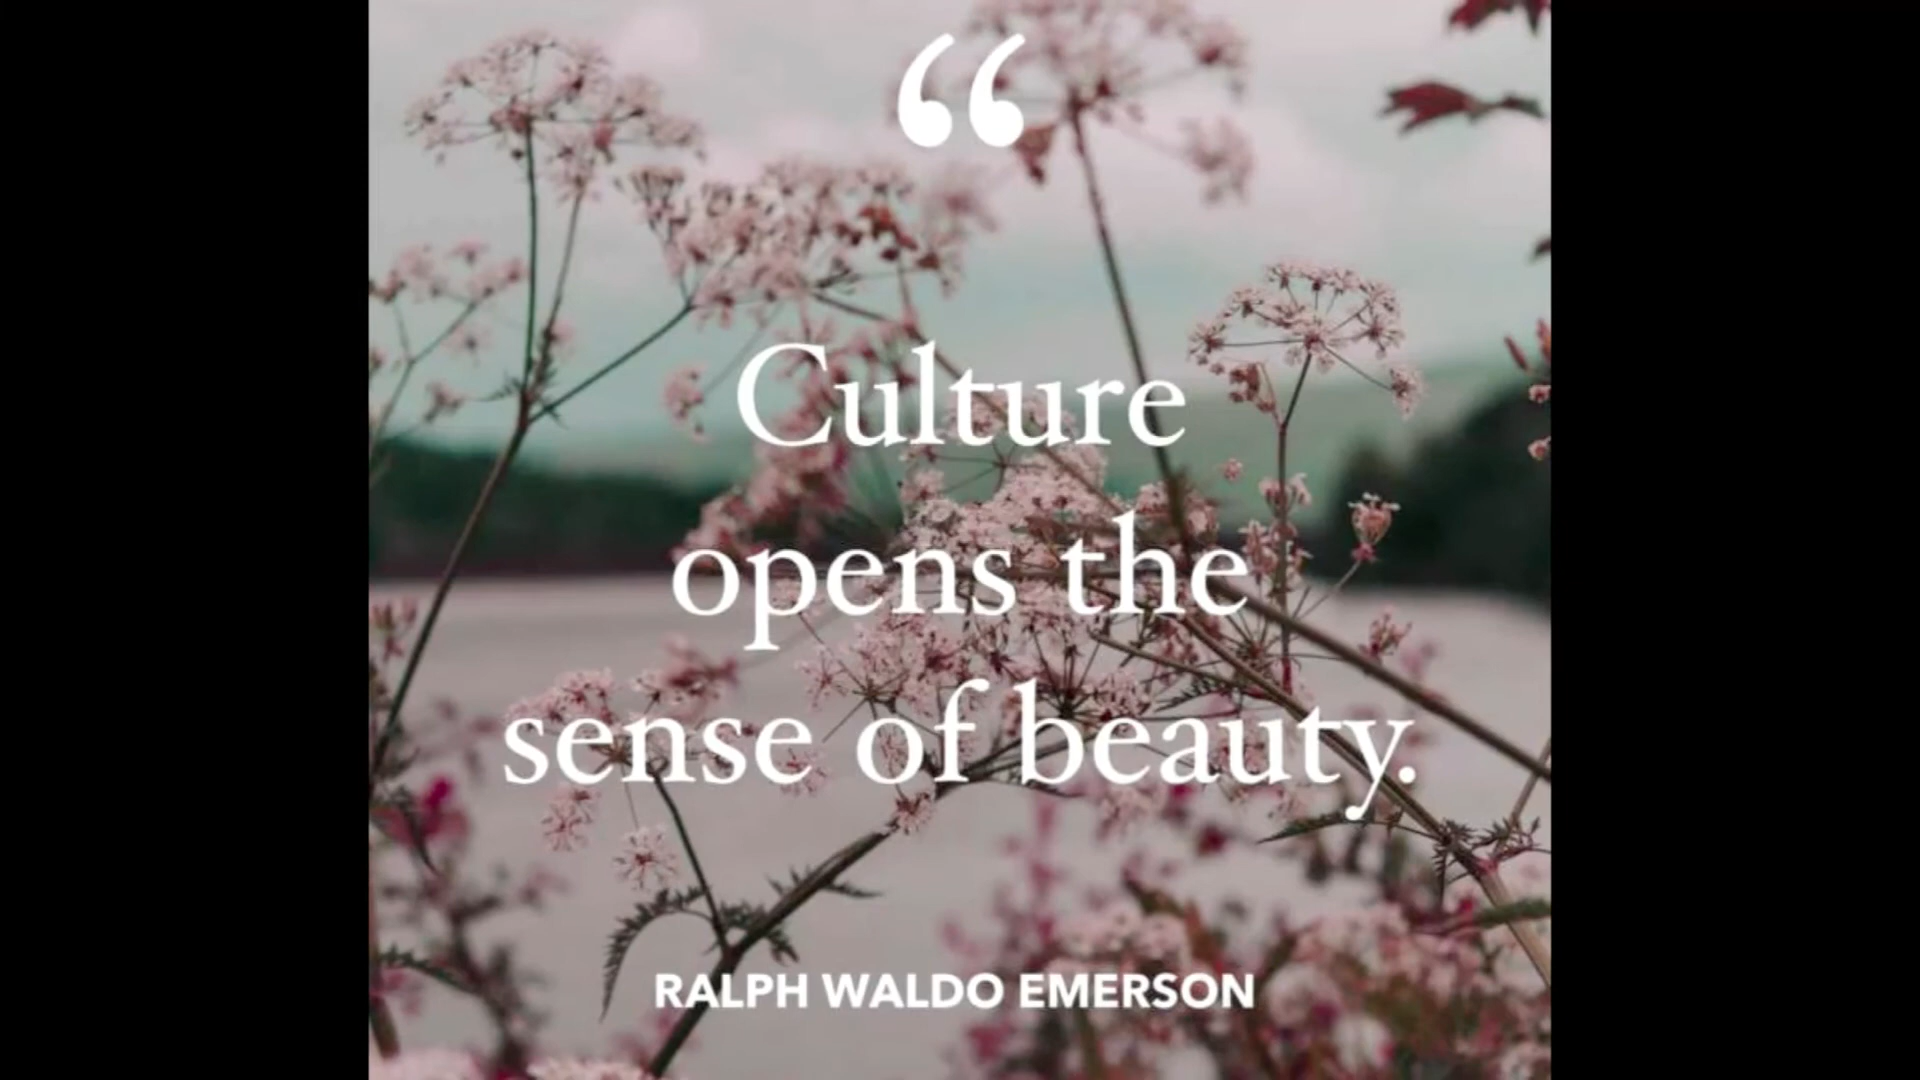 “
Culture
opens the
sense of beauty.
RALPH WALDO EMERSON